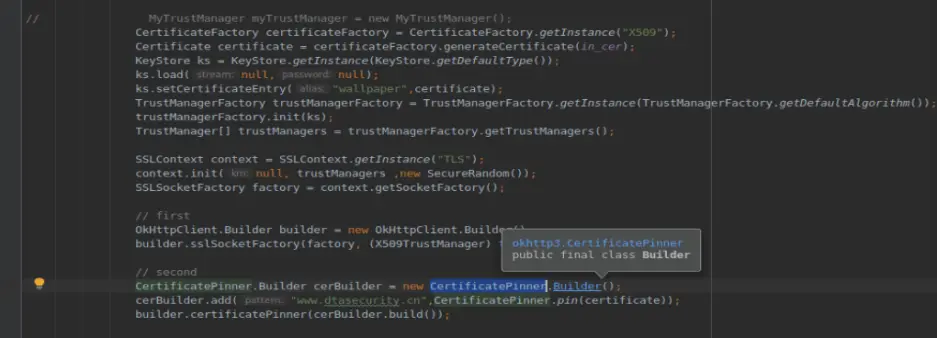 //              MyTrustManager myTrustManager = new MyTrustManager();
CertificateFactory certificateFactory = CertificateFactory.getInstance("X509");
Certificate certificate = certificateFactory.generateCertificate(in_cer);
KeyStore ks = KeyStore.getInstance(KeyStore.getDefaultType());
ks.load( stream: null, password: null);
ks.setCertificateEntry( alias: "wallpaper",certificate);
TrustManagerFactory trustManagerFactory = TrustManagerFactory.getInstance(TrustManagerFactory.getDefaultAlgorithm());
trustManagerFactory.init(ks);
TrustManager[] trustManagers = trustManagerFactory.getTrustManagers();
SSLContext context = SSLContext.getInstance("TLS");
context.init( km: null, trustManagers ,new SecureRandom());
SSLSocketFactory factory = context.getSocketFactory();
// first
OkHttpClient.Builder builder = new OkHttpClient.Builder()
builder.sslSocketFactory(factory, (X509TrustManager)
okhttp3.CertificatePinner
public final class Builder
// second
CertificatePinner.Builder cerBuilder = new CertificatePinner.Builder();
cerBuilder.add( pattern: "www.dtasecurity.cn",CertificatePinner.pin(certificate));
builder.certificatePinner(cerBuilder.build());